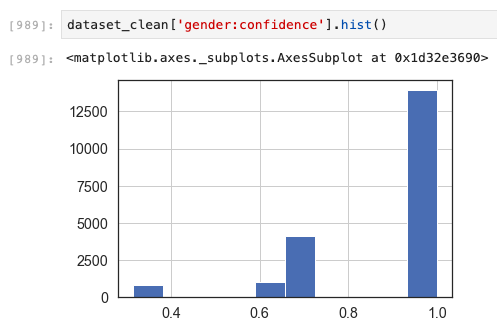 [989]: dataset_clean['gender:confidence'].hist()
[989]: <matplotlib.axes._subplots.AxesSubplot at 0x1d32e3690>
12500
10000
7500
5000
2500
0
0.4 0.6 0.8 1.0